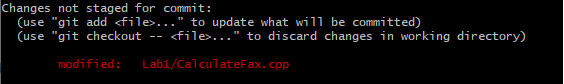 Changes not staged for commit:
  (use "git add <file>..." to update what will be committed)
  (use "git checkout -- <file>..." to discard changes in working directory)
        modified:   Lab1/CalculateFax.cpp